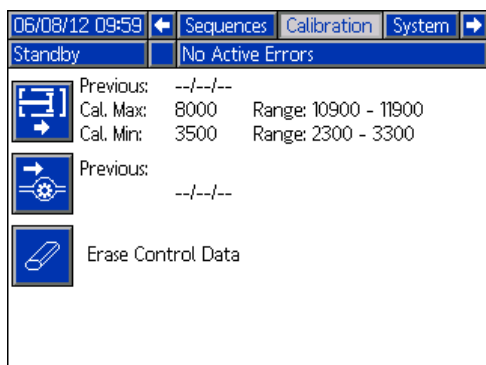 06/08/12 09:59 Sequences Calibration System
Standby No Active Errors
Previous: --/--/--
Cal. Max: 8000 Range: 10900 - 11900
Cal. Min: 3500 Range: 2300 - 3300
Previous:
--/--/--
Erase Control Data